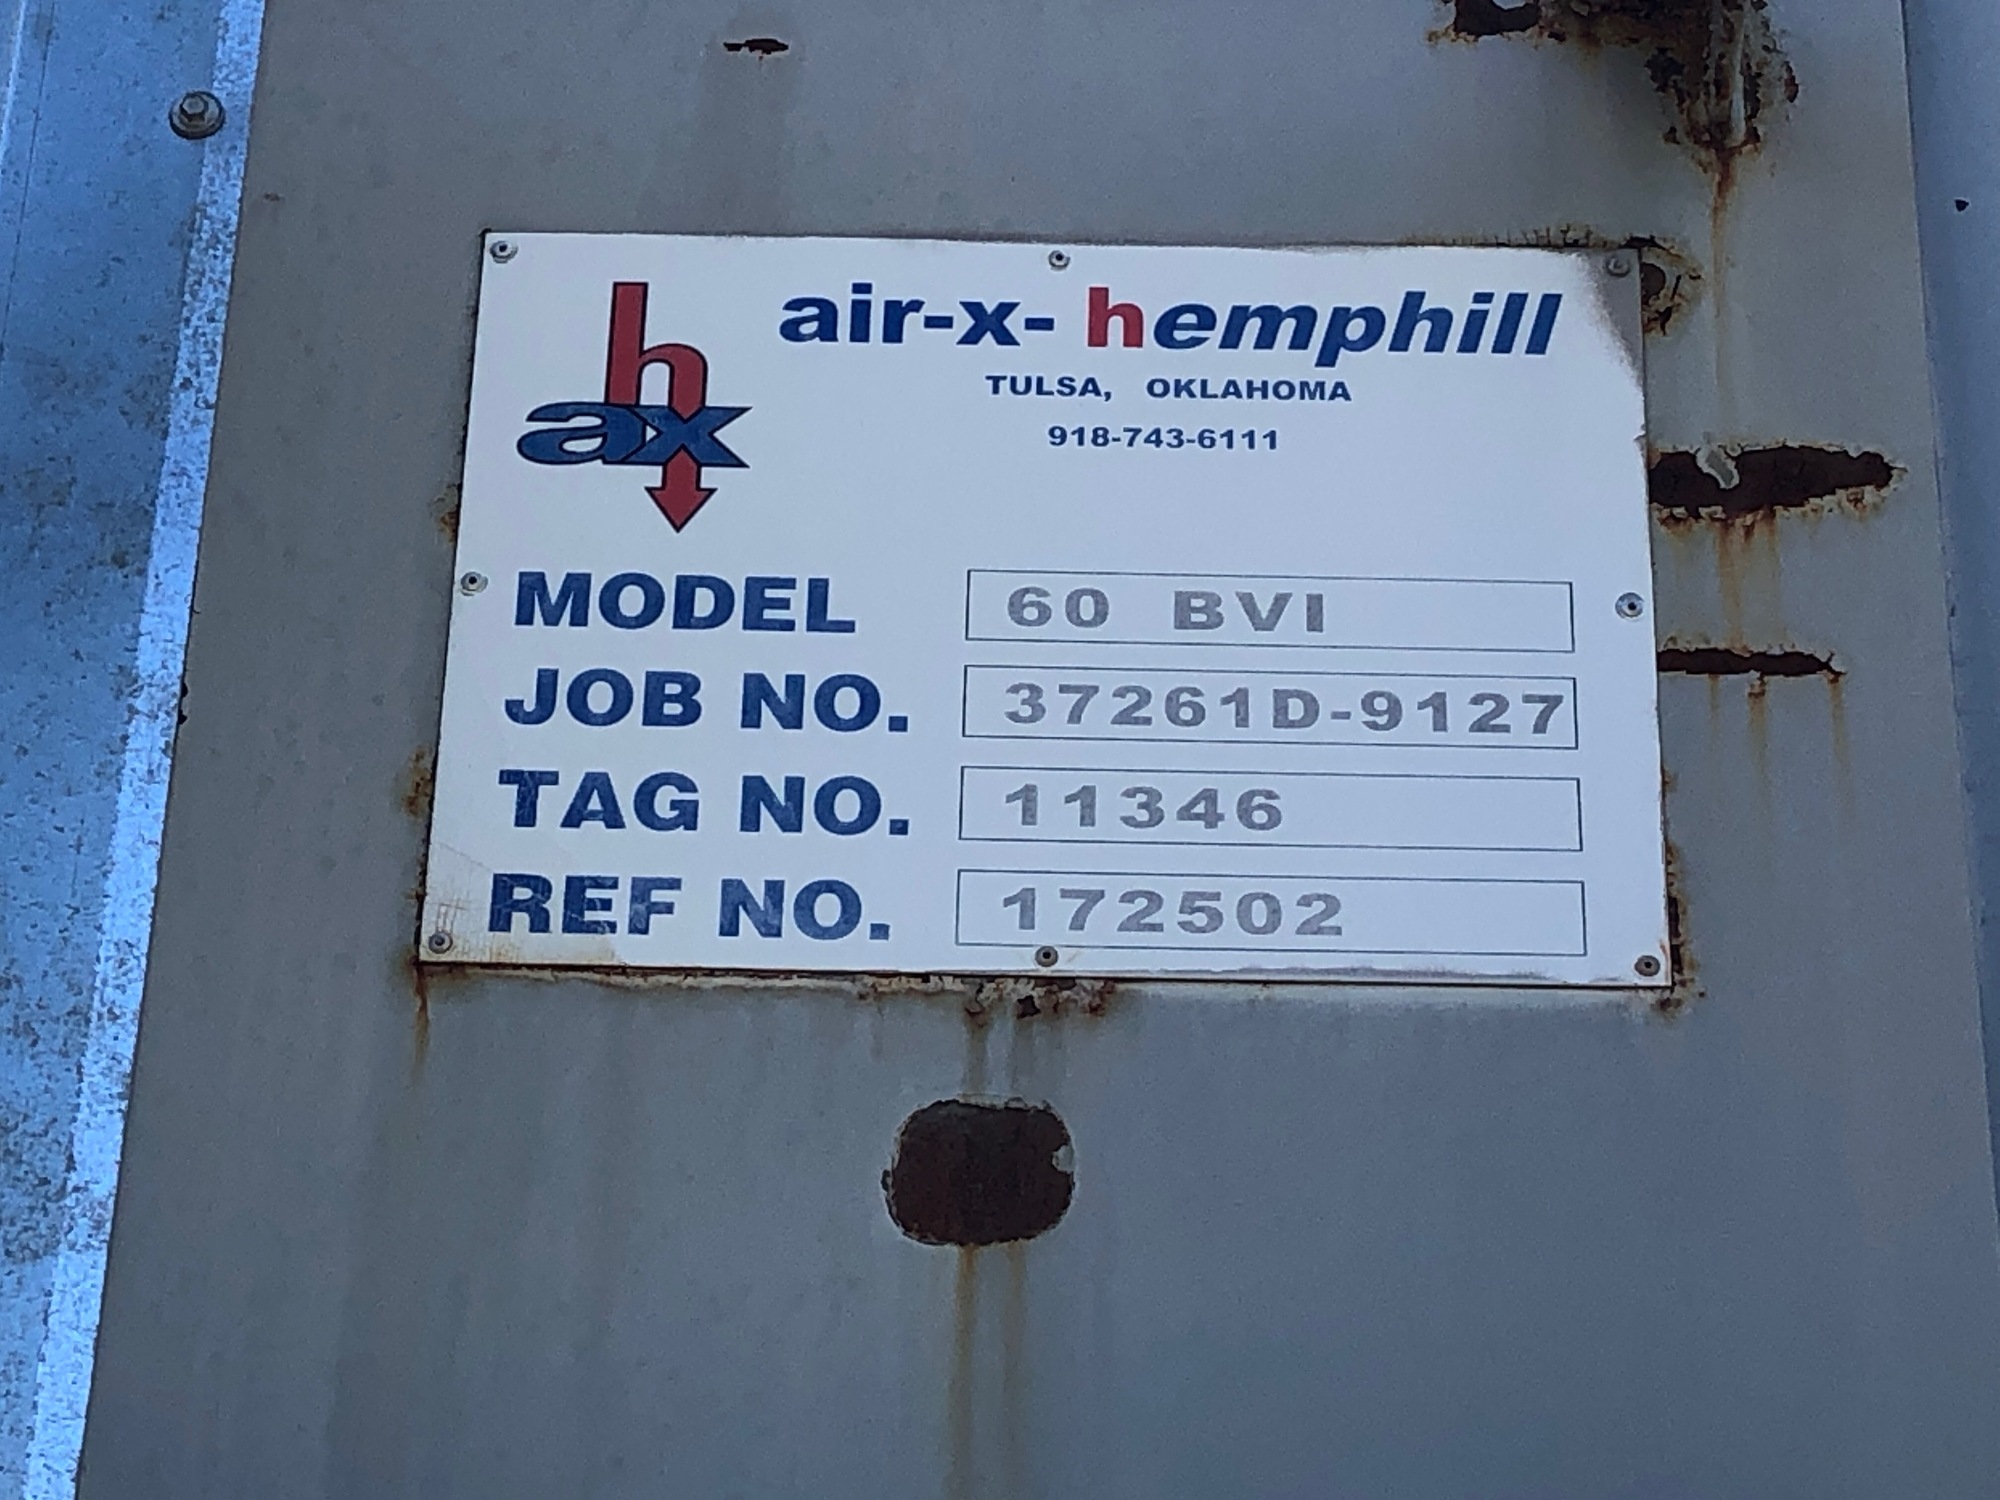 h
ax
air-x-hemphill
TULSA, OKLAHOMA
918-743-6111
MODEL 60 BVI
JOB NO. 37261D-9127
TAG NO. 11346
REF NO. 172502